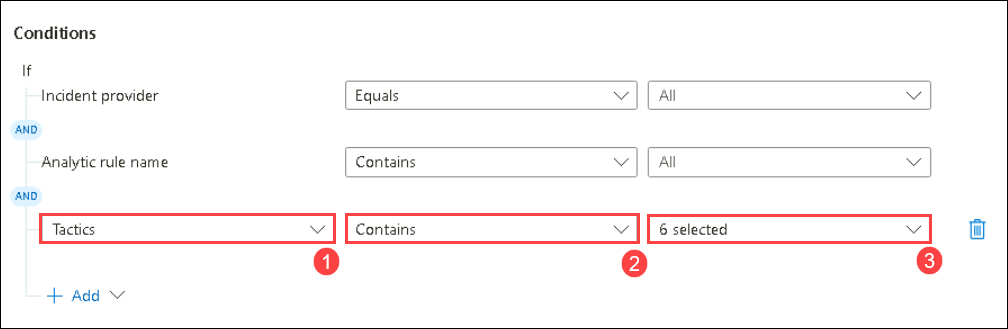 Conditions
If
Incident provider Equals All
AND
Analytic rule name Contains All
AND
Tactics Contains 6 selected
1 2 3
+ Add